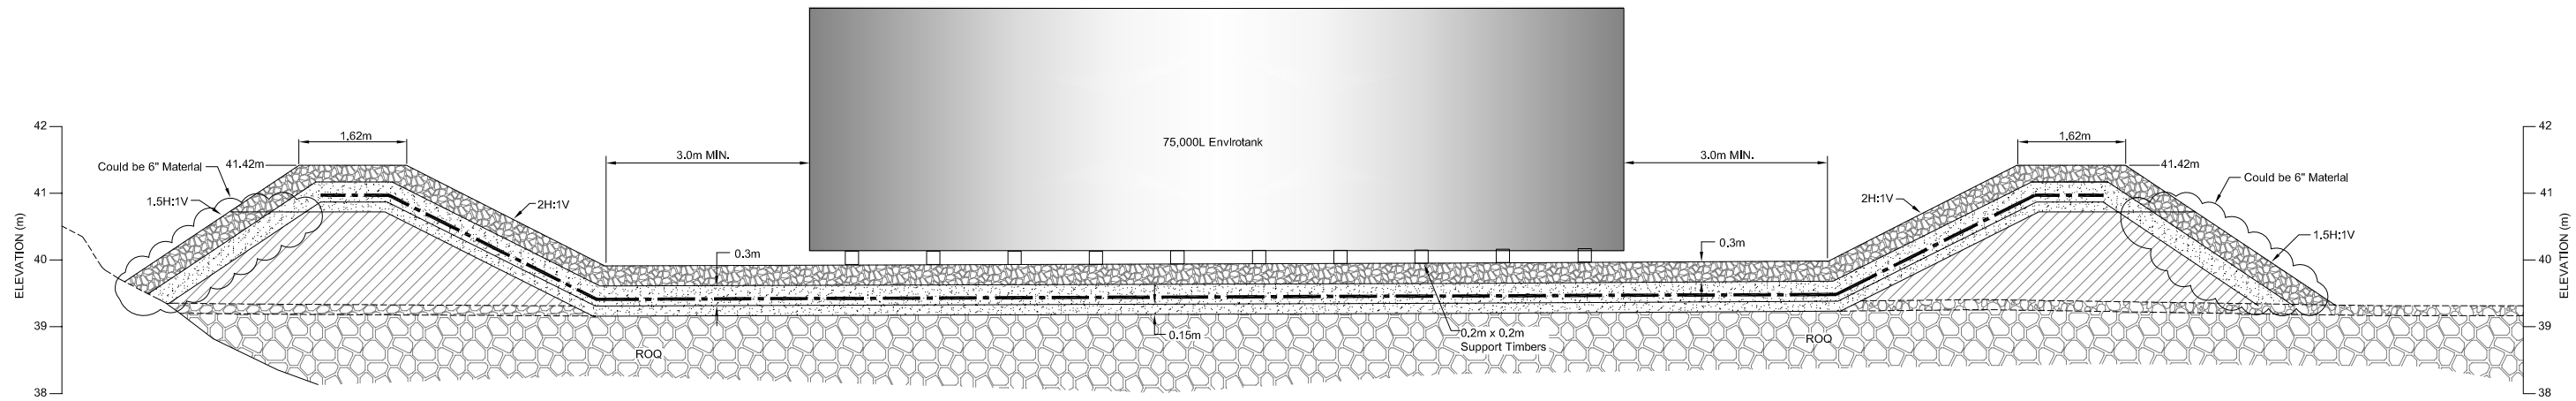 42
41
40
39
38
ELEVATION (m)
1.62m
Could be 6" Material
41.42m
1.5H:1V
2H:1V
3.0m MIN.
75,000L Envirotank
3.0m MIN.
0.3m
0.3m
0.15m
0.2m x 0.2m
Support Timbers
ROQ
ROQ
1.62m
41.42m
Could be 6" Material
2H:1V
1.5H:1V
42
41
40
39
38
ELEVATION (m)